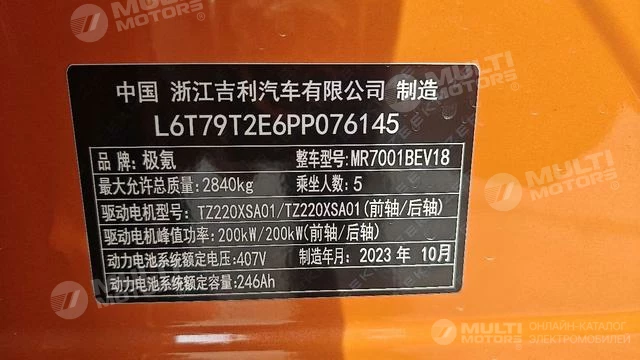 MULTI MOTORS
MULTI MOTORS
中国 浙江吉利汽车有限公司 制造
L6T79T2E6PP076145
品 牌：极氪 整车型号：MR7001BEV18
最大允许总质量：2840kg 乘坐人数：5
驱动电机型号：TZ220XSA01/TZ220XSA01(前轴/后轴)
驱动电机峰值功率：200kW/200kW(前轴/后轴)
动力电池系统额定电压：407V 制造年月：2023 年 10月
动力电池系统额定容量：246Ah
MULTI MOTORS
MULTI MOTORS
MULTI MOTORS
ОНЛАЙН-КАТАЛОГ
ЭЛЕКТРОМОБИЛЕЙ